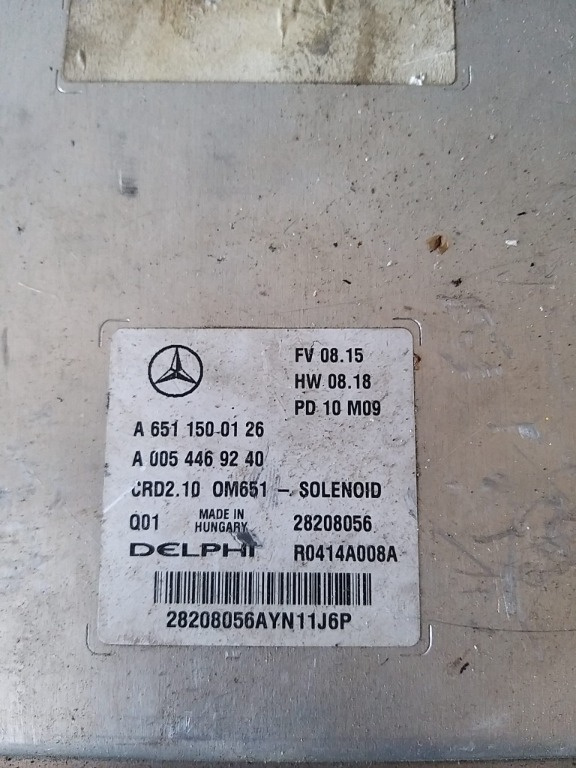 FV 08.15
HW 08.18
PD 10 M09
A 651 150 01 26
A 005 446 92 40
CRD2.10 OM651 - SOLENOID
Q01 MADE IN HUNGARY 28208056
DELPHI R0414A008A
28208056AYN11J6P